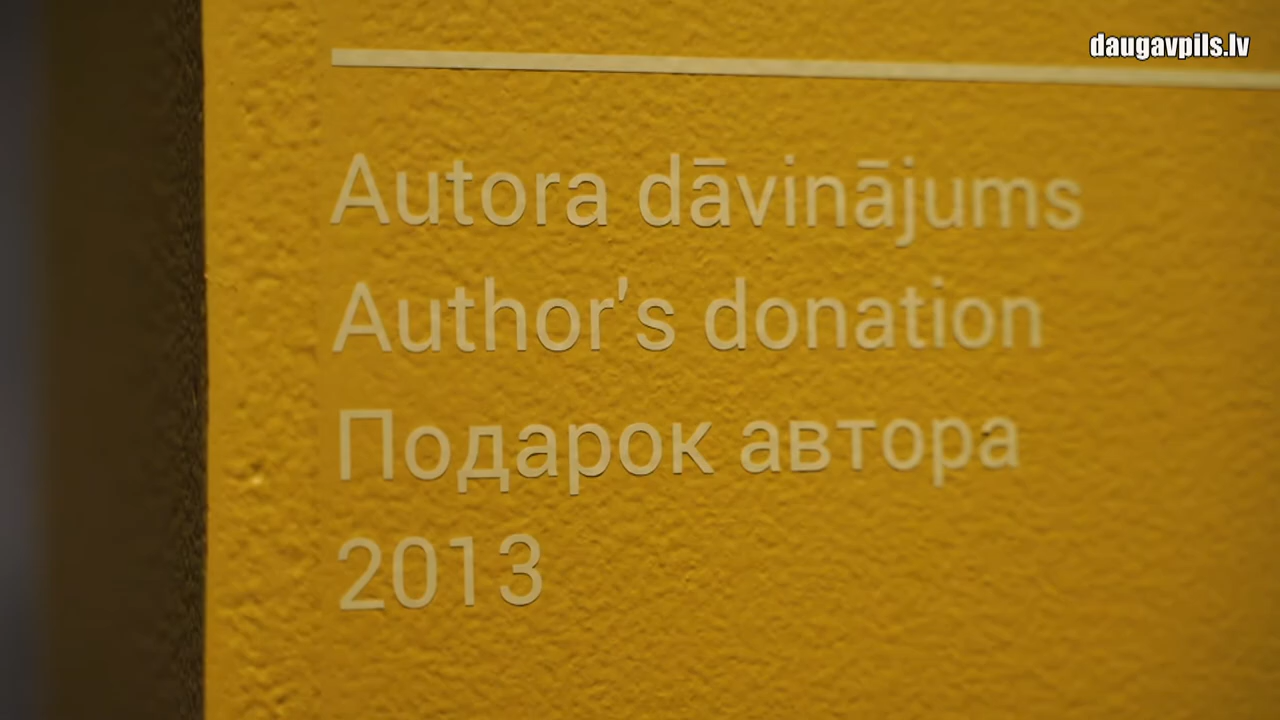 daugavpils.lv
Autora dāvinājums
Author's donation
Подарок автора
2013